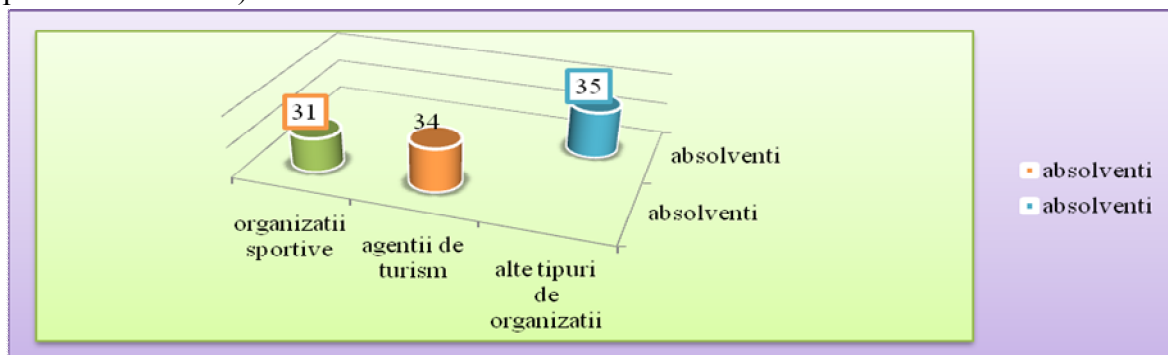 31
34
35
absolventi
absolventi
organizatii
sportive
agentii de
turism
alte tipuri
de
organizatii
absolventi
absolventi